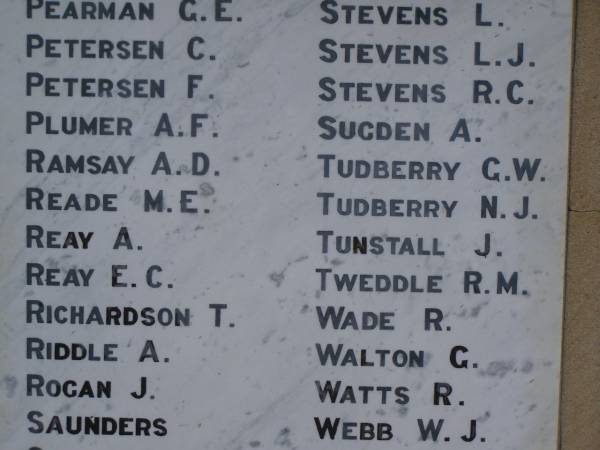 PEARMAN G.E.
PETERSEN C.
PETERSEN F.
PLUMER A.F.
RAMSAY A.D.
READE M.E.
REAY A.
REAY E.C.
RICHARDSON T.
RIDDLE A.
ROGAN J.
SAUNDERS
STEVENS L.
STEVENS L.J.
STEVENS R.C.
SUGDEN A.
TUDBERRY G.W.
TUDBERRY N.J.
TUNSTALL J.
TWEDDLE R.M.
WADE R.
WALTON G.
WATTS R.
WEBB W.J.